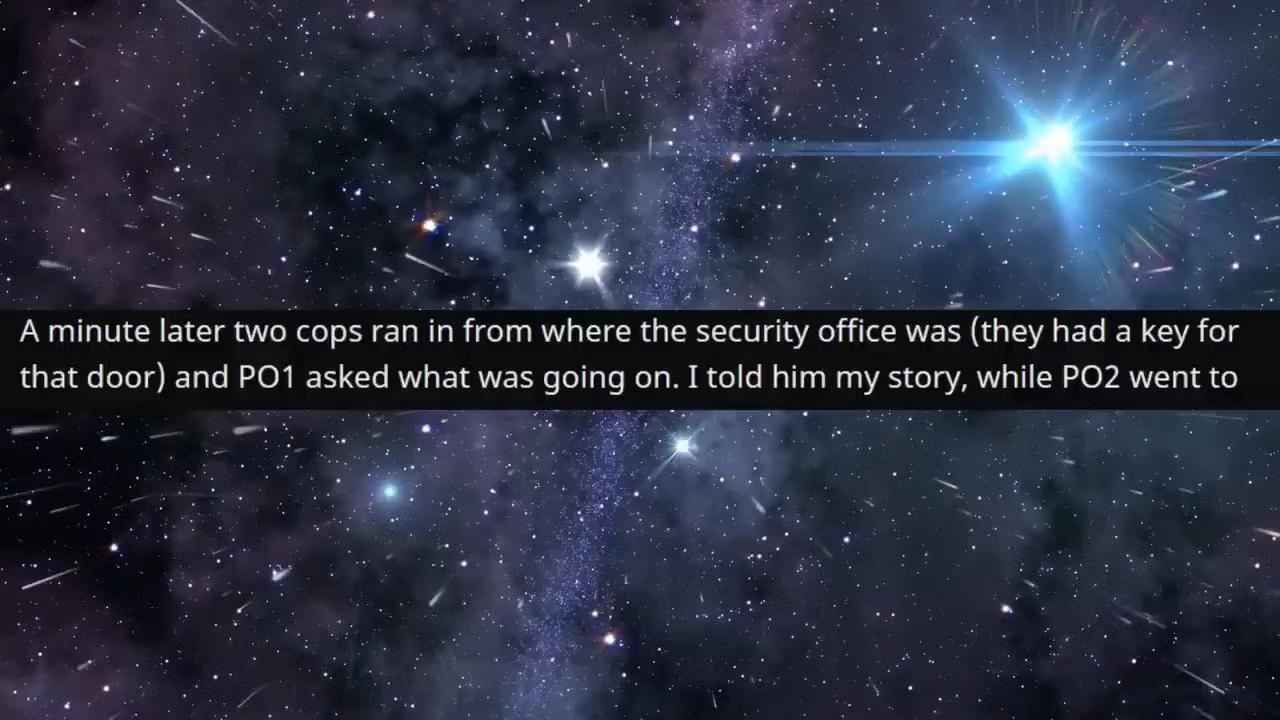 A minute later two cops ran in from where the security office was (they had a key for
that door) and PO1 asked what was going on. I told him my story, while PO2 went to